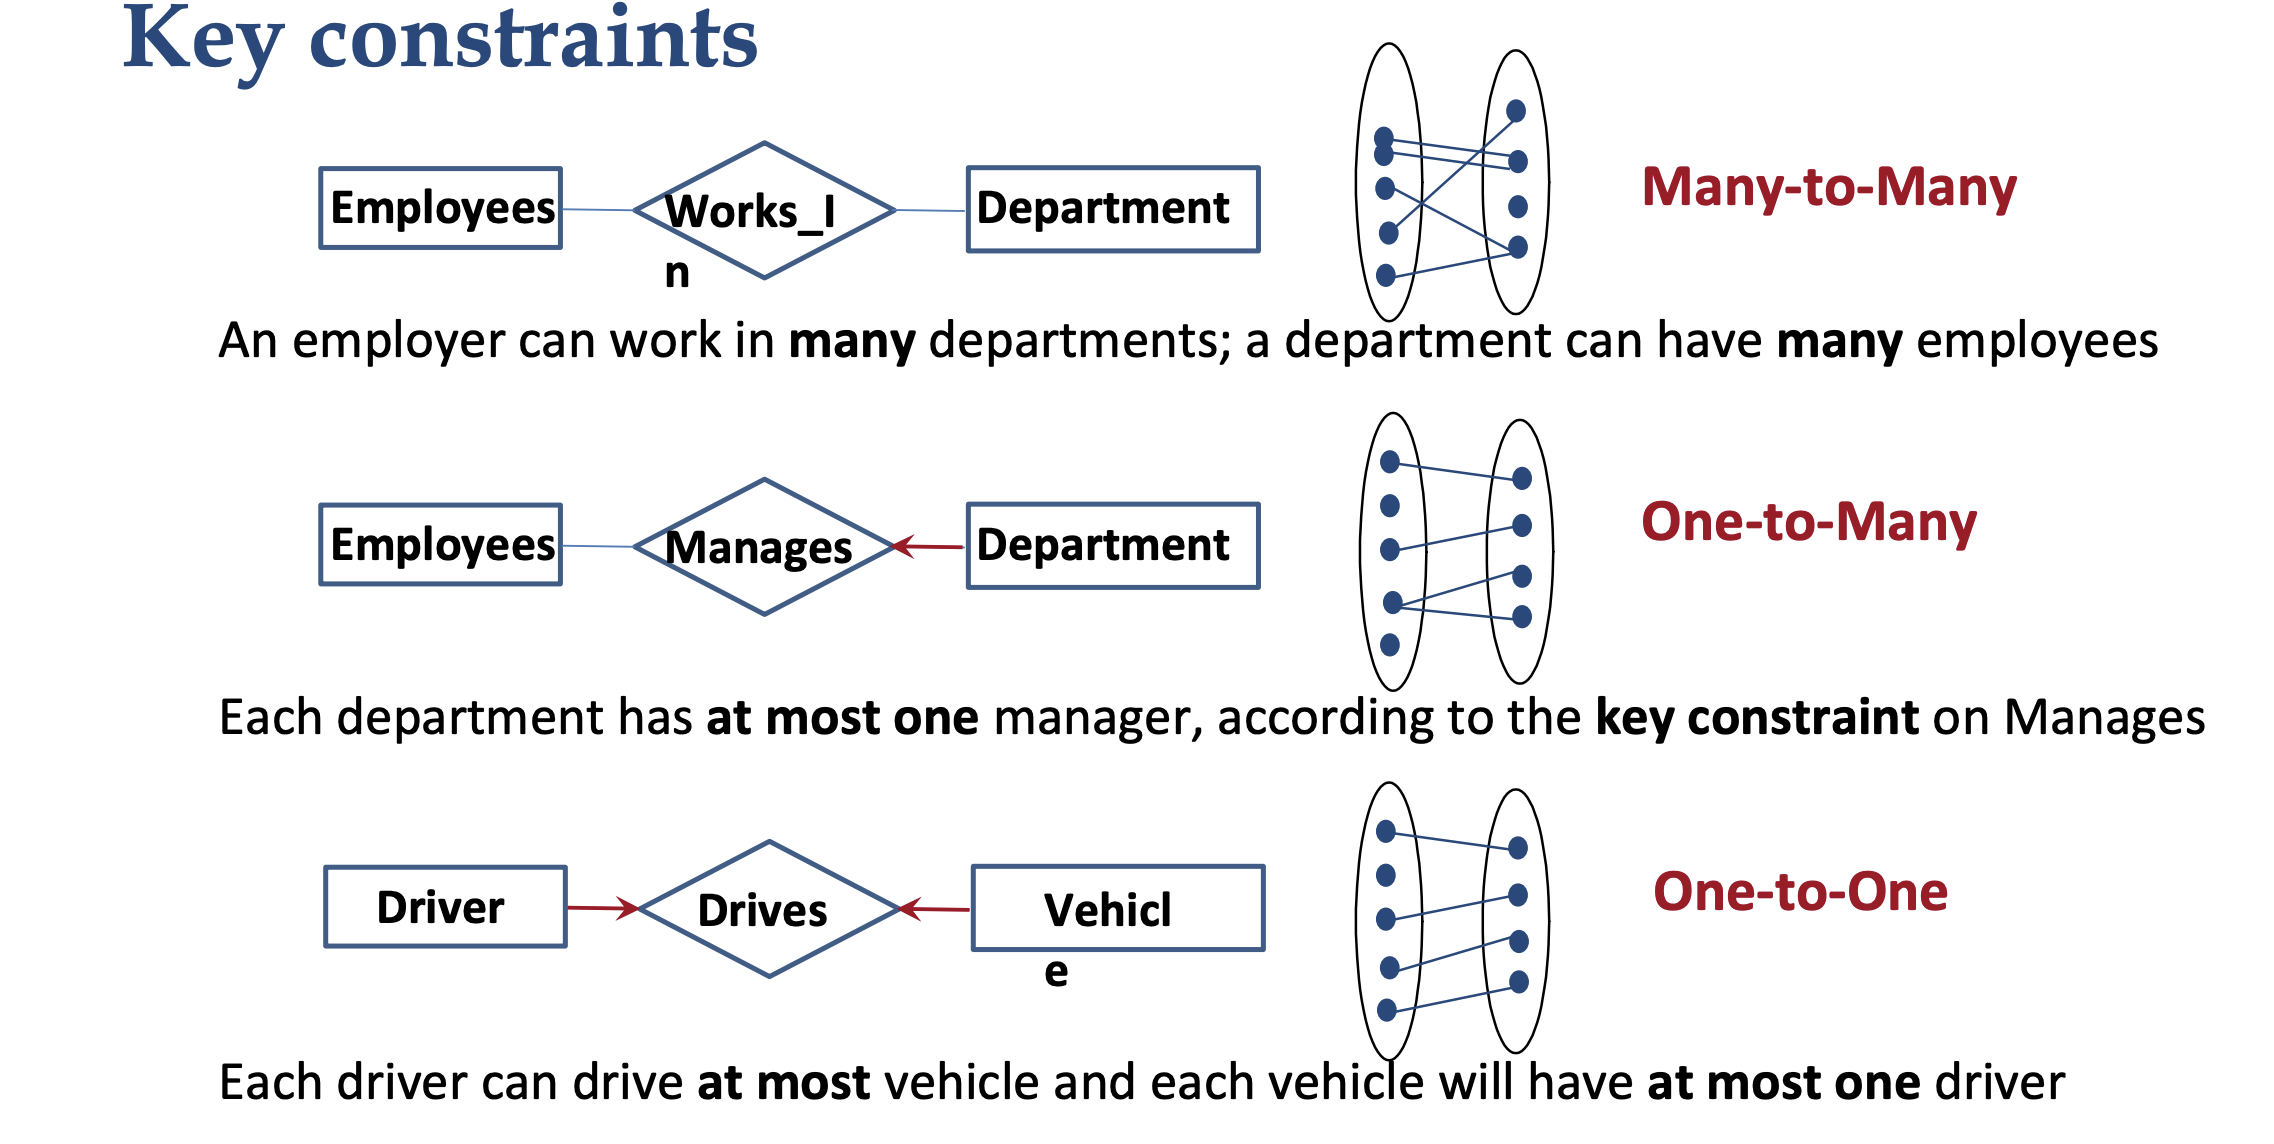 Key constraints
Employees
Works_I
n
Department
Many-to-Many
An employer can work in many departments; a department can have many employees
Employees
Manages
Department
One-to-Many
Each department has at most one manager, according to the key constraint on Manages
Driver
Drives
Vehicl
e
One-to-One
Each driver can drive at most vehicle and each vehicle will have at most one driver